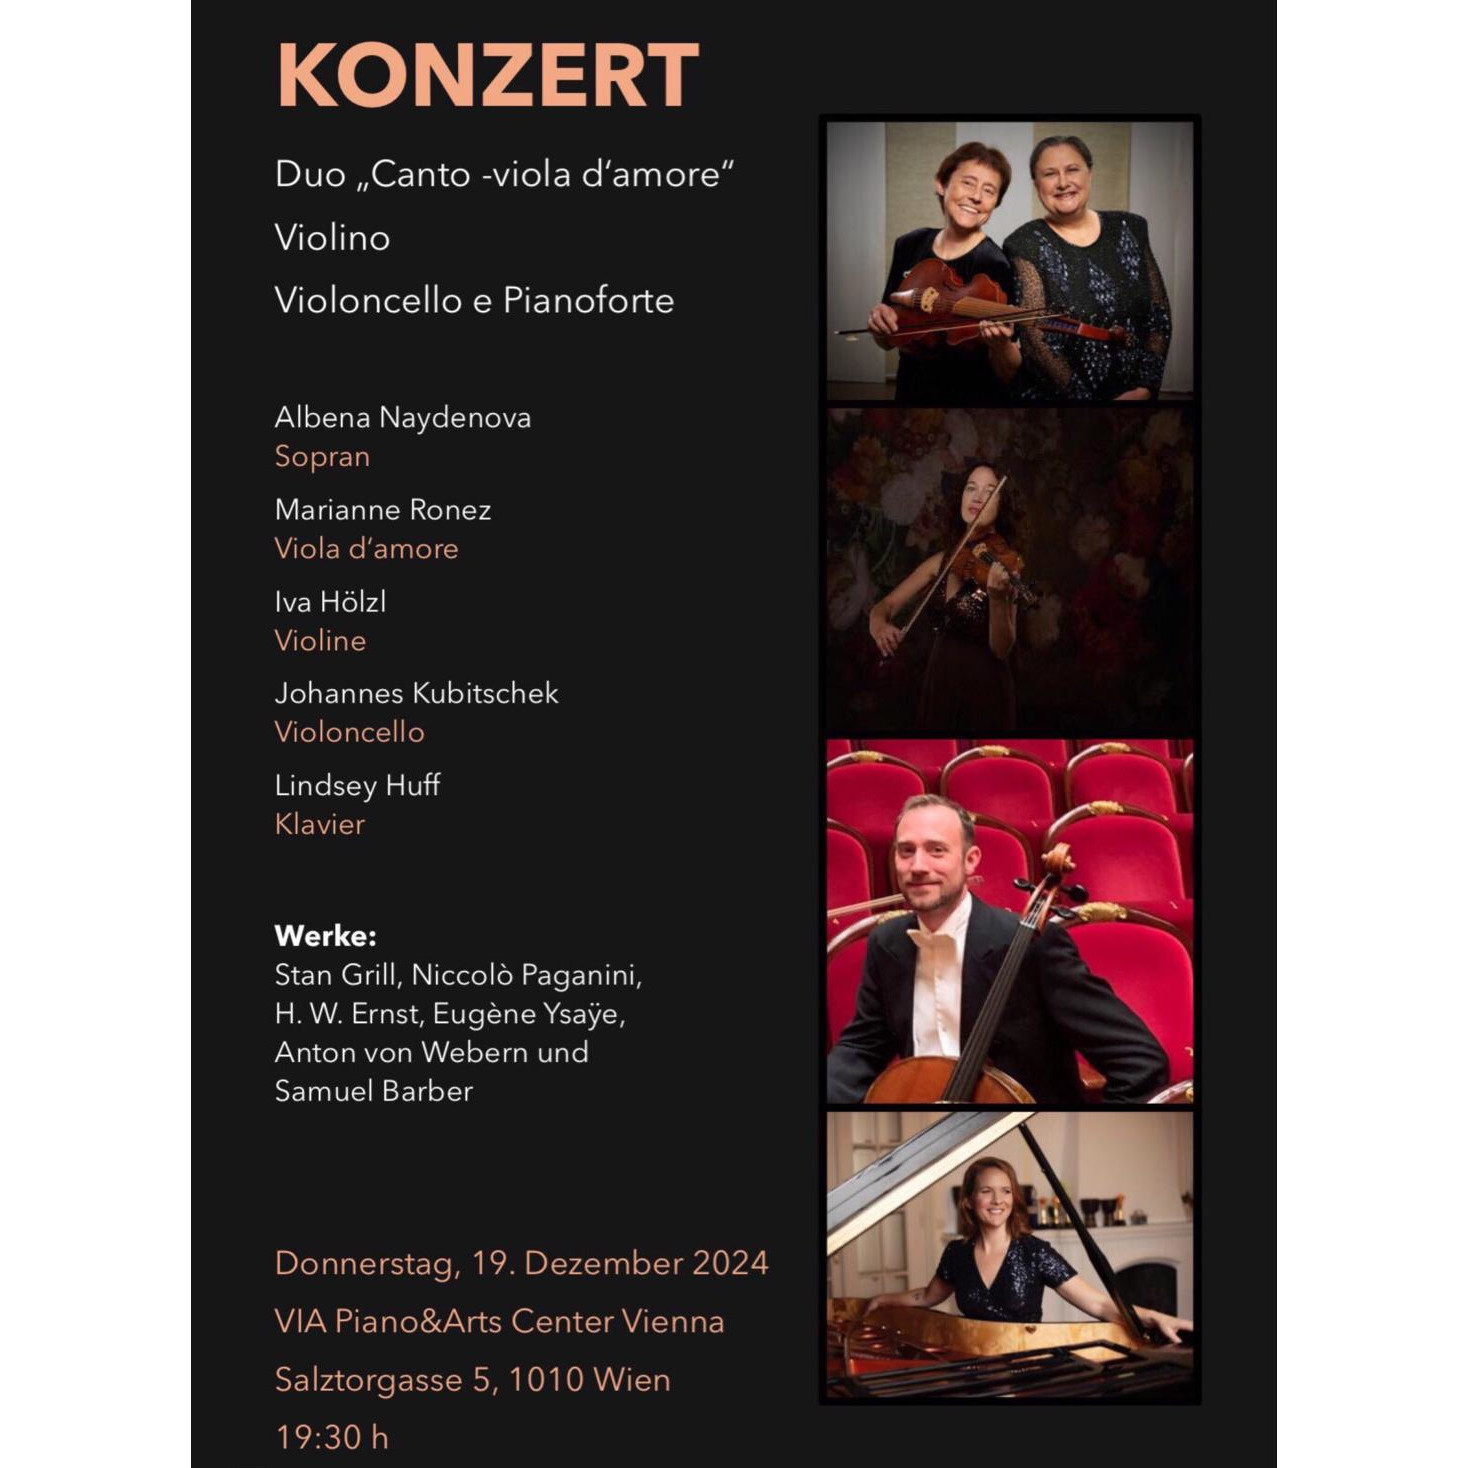 KONZERT
Duo „Canto -viola d‘amore“
Violino
Violoncello e Pianoforte
Albena Naydenova
Sopran
Marianne Ronez
Viola d‘amore
Iva Hölzl
Violine
Johannes Kubitschek
Violoncello
Lindsey Huff
Klavier
Werke:
Stan Grill, Niccolò Paganini,
H. W. Ernst, Eugène Ysaÿe,
Anton von Webern und
Samuel Barber
Donnerstag, 19. Dezember 2024
VIA Piano&Arts Center Vienna
Salztorgasse 5, 1010 Wien
19:30 h